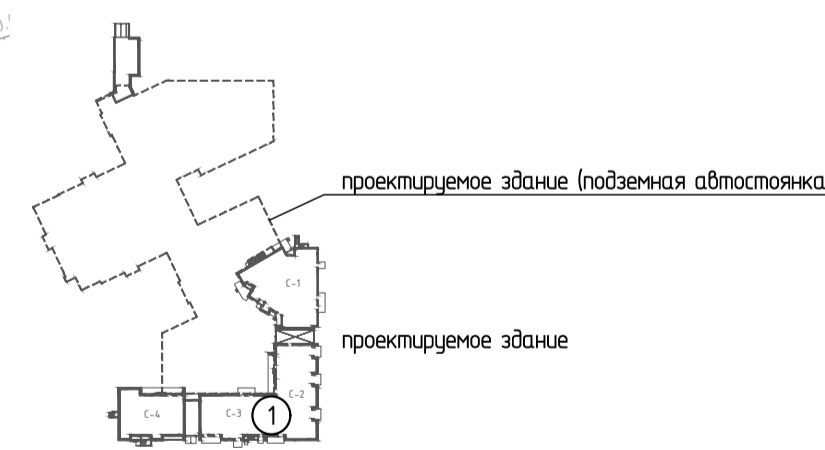 проектируемое здание (подземная автостоянка
С-1
проектируемое здание
С-2
С-4
С-3
1